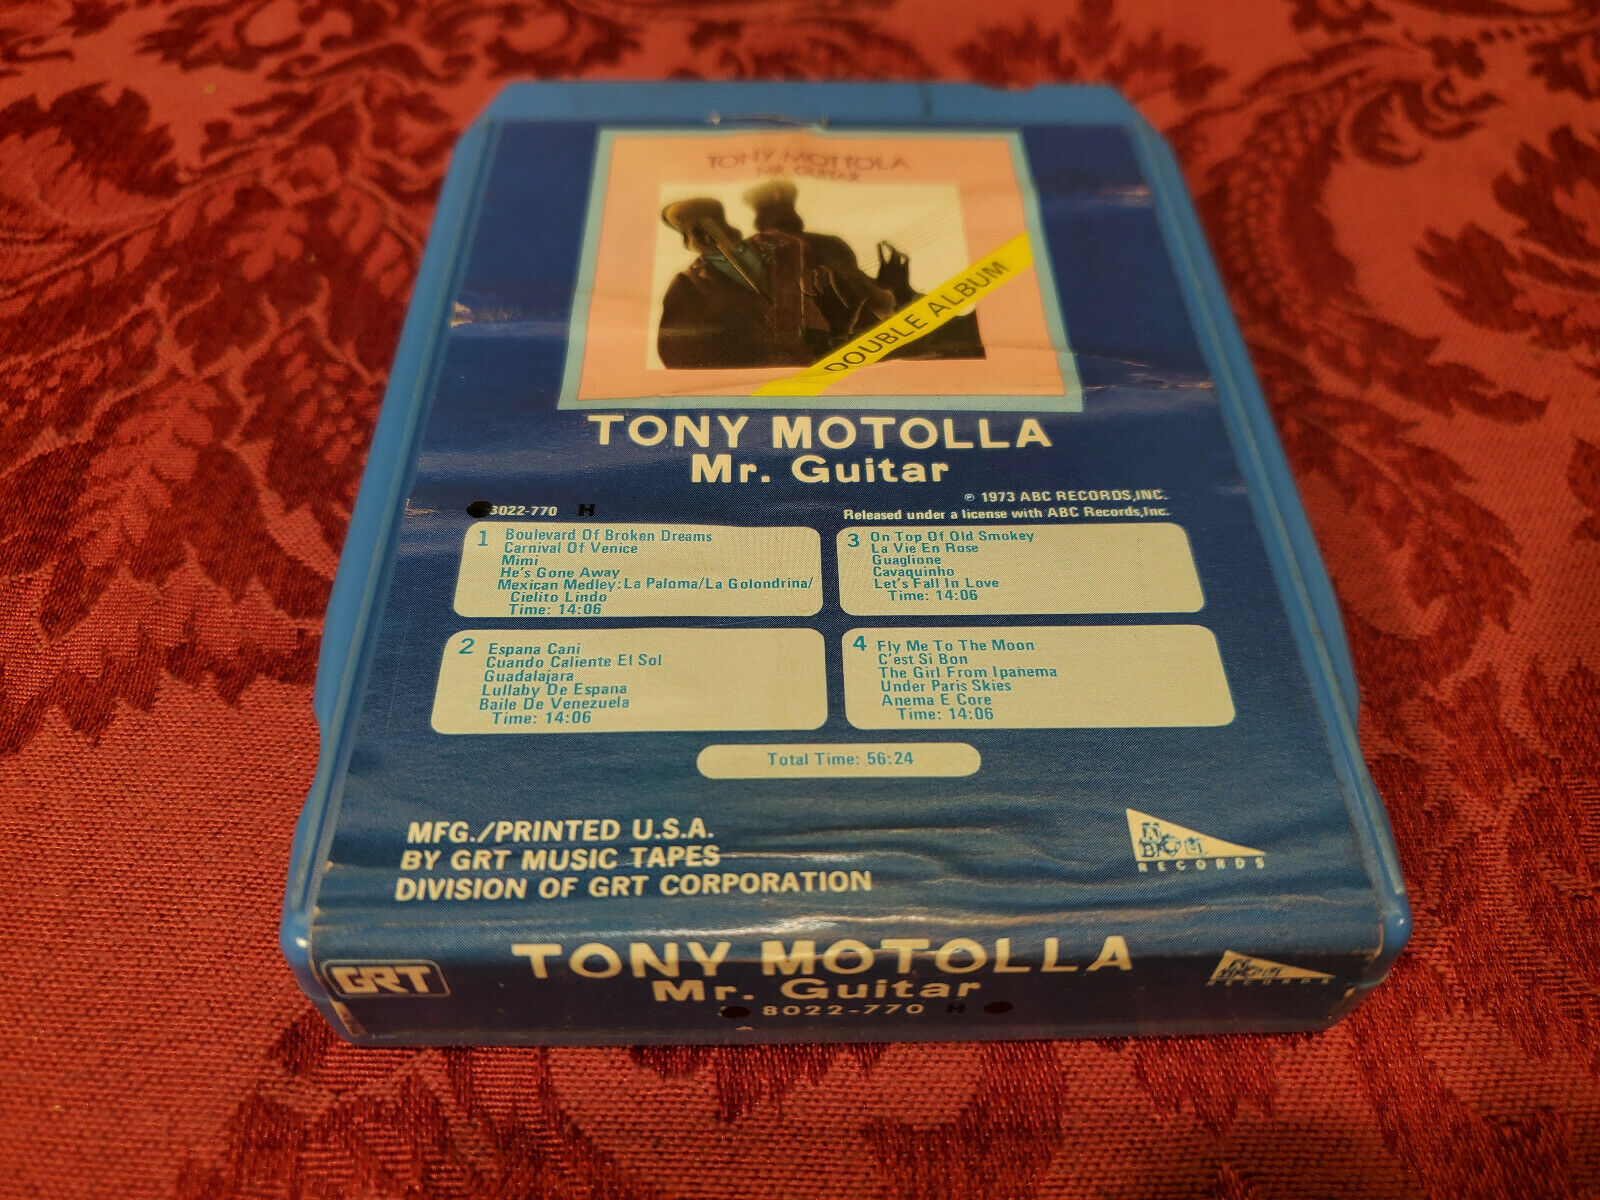 TONY MOTTOLA
MR. GUITAR
DOUBLE ALBUM
TONY MOTOLLA
Mr. Guitar
8022-770 H
℗ 1973 ABC RECORDS, INC.
Released under a license with ABC Records, Inc.
1 Boulevard Of Broken Dreams
Carnival Of Venice
Mimi
He's Gone Away
Mexican Medley: La Paloma/La Golondrina/
Cielito Lindo
Time: 14:06
2 Espana Cani
Cuando Caliente El Sol
Guadalajara
Lullaby De Espana
Baile De Venezuela
Time: 14:06
3 On Top Of Old Smokey
La Vie En Rose
Guaglione
Cavaquinho
Let's Fall In Love
Time: 14:06
4 Fly Me To The Moon
C'est Si Bon
The Girl From Ipanema
Under Paris Skies
Anema E Core
Time: 14:06
Total Time: 56:24
MFG./PRINTED U.S.A.
BY GRT MUSIC TAPES
DIVISION OF GRT CORPORATION
RECORDS
GRT
TONY MOTOLLA
Mr. Guitar
8022-770 H
RECORDS